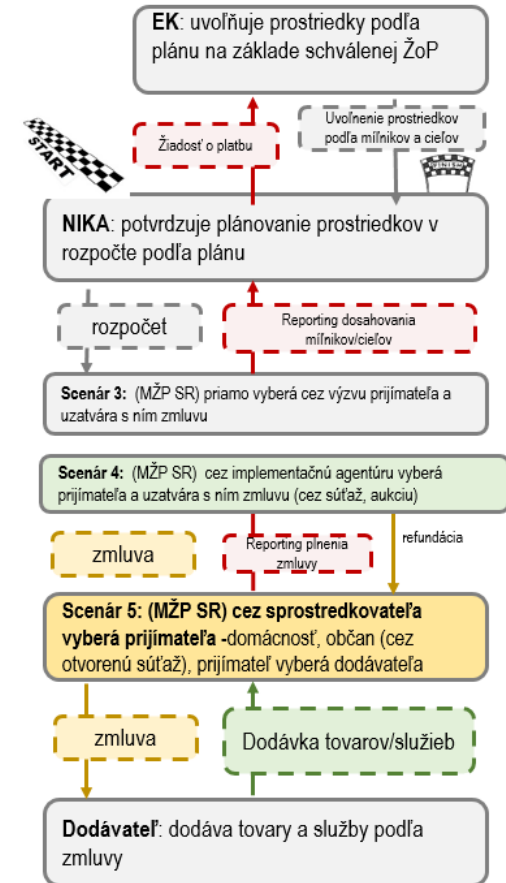 EK: uvoľňuje prostriedky podľa
plánu na základe schválenej ŽoP
START
Žiadosť o platbu
Uvoľnenie prostriedkov
podľa míľnikov a cieľov
FINISH
NIKA: potvrdzuje plánovanie prostriedkov v
rozpočte podľa plánu
rozpočet
Reporting dosahovania
míľnikov/cieľov
Scenár 3: (MŽP SR) priamo vyberá cez výzvu prijímateľa a
uzatvára s ním zmluvu
Scenár 4: (MŽP SR) cez implementačnú agentúru vyberá
prijímateľa a uzatvára s ním zmluvu (cez súťaž, aukciu)
zmluva
Reporting plnenia
zmluvy
refundácia
Scenár 5: (MŽP SR) cez sprostredkovateľa
vyberá prijímateľa -domácnosť, občan (cez
otvorenú súťaž), prijímateľ vyberá dodávateľa
zmluva
Dodávka tovarov/služieb
Dodávateľ: dodáva tovary a služby podľa
zmluvy